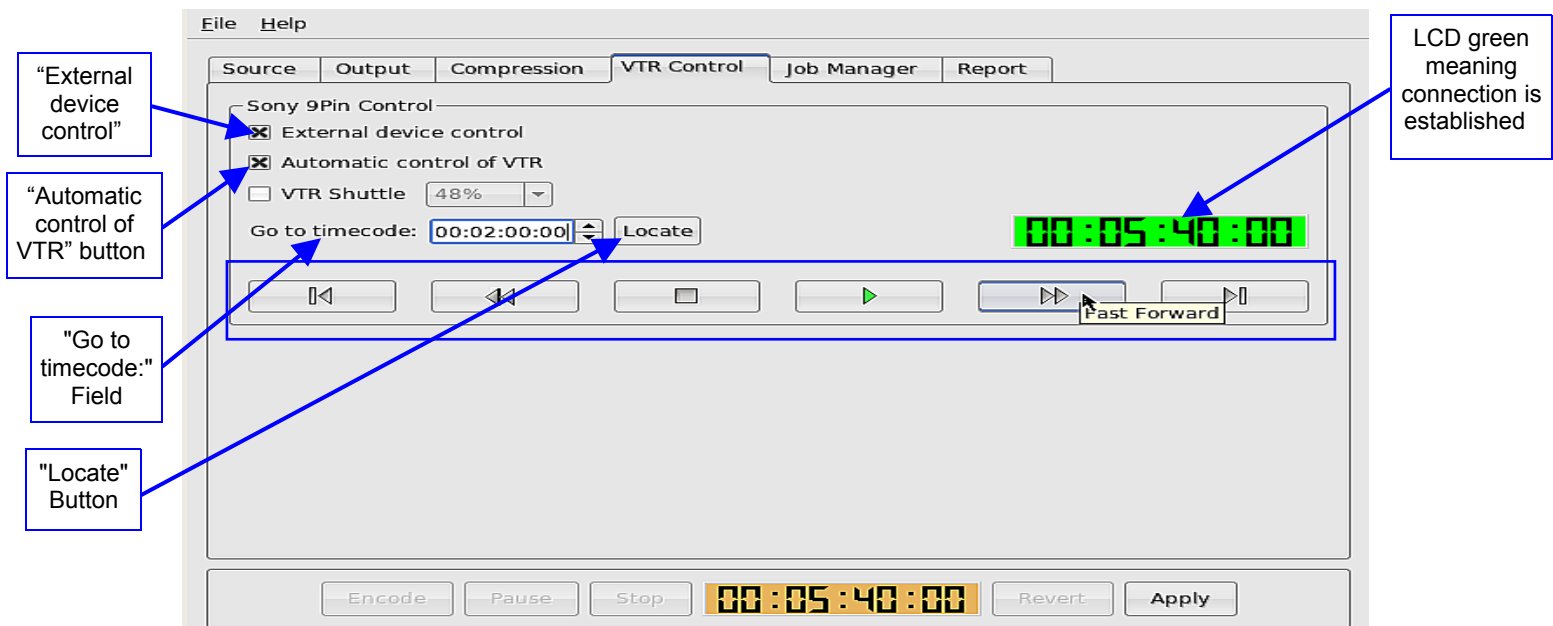 File Help
“External
device
control”
“Automatic
control of
VTR” button
"Go to
timecode:"
Field
"Locate"
Button
LCD green
meaning
connection is
established
Source Output Compression VTR Control Job Manager Report
Sony 9Pin Control
External device control
Automatic control of VTR
VTR Shuttle 48%
Go to timecode: 00:02:00:00 Locate 00:05:40:00
Fast Forward
Encode Pause Stop 00:05:40:00 Revert Apply